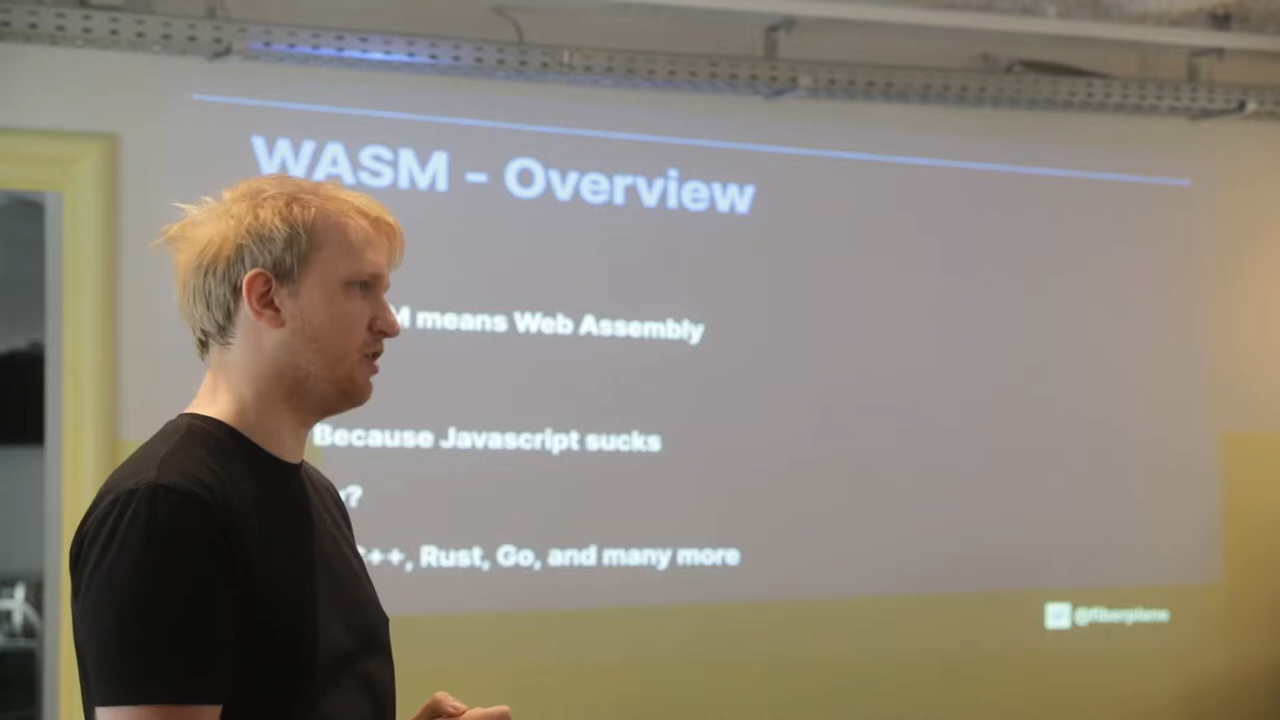 WASM - Overview
means Web Assembly
Because Javascript sucks
C++, Rust, Go, and many more
@fiberplane